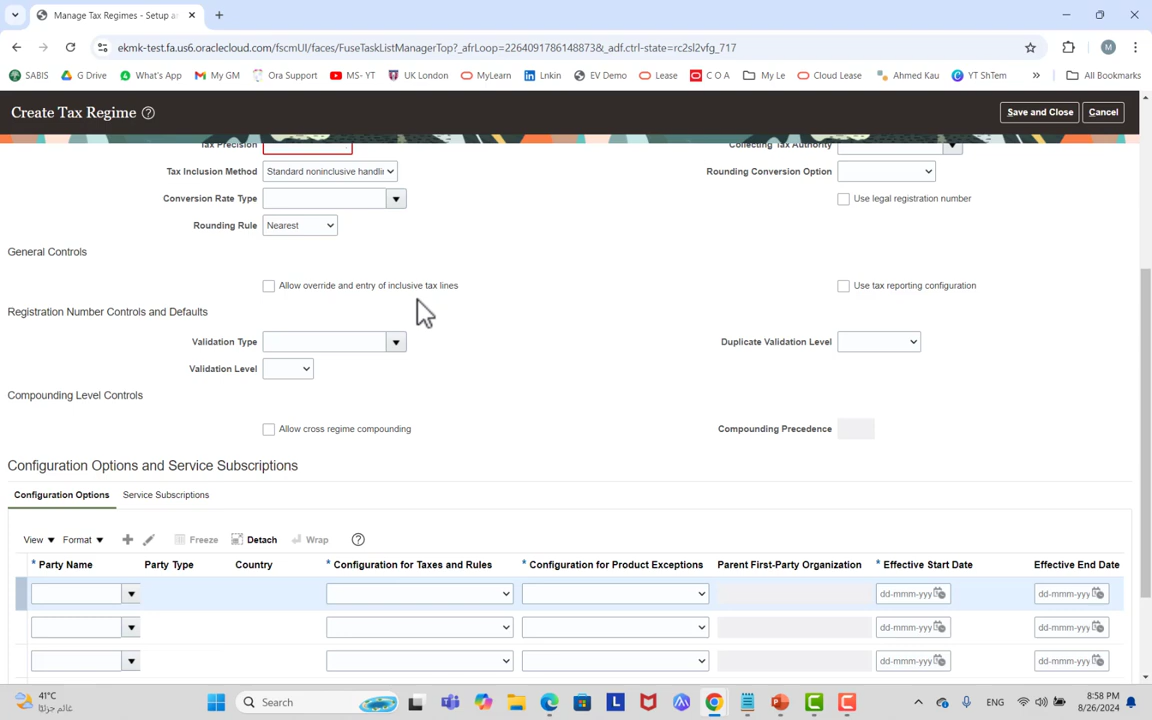 Manage Tax Regimes - Setup a
ekmk-test.fa.us6.oraclecloud.com/fscmUI/faces/FuseTaskListManagerTop?_afrLoop=226409178614887​3&_adf.ctrl-state=rc2sl2vfg_717
M
SABIS G Drive What's App My GM Ora Support MS- YT UK London MyLearn Lnkin EV Demo Lease C O A My Le Cloud Lease Ahmed Kau YT ShTem » All Bookmarks
Create Tax Regime ? Save and Close Cancel
Tax Precision Collecting Tax Authority
Tax Inclusion Method Standard noninclusive handli Rounding Conversion Option
Conversion Rate Type Use legal registration number
Rounding Rule Nearest
General Controls
Allow override and entry of inclusive tax lines Use tax reporting configuration
Registration Number Controls and Defaults
Validation Type Duplicate Validation Level
Validation Level
Compounding Level Controls
Allow cross regime compounding Compounding Precedence
Configuration Options and Service Subscriptions
Configuration Options Service Subscriptions
View Format Freeze Detach Wrap ?
* Party Name Party Type Country * Configuration for Taxes and Rules * Configuration for Product Exceptions Parent First-Party Organization * Effective Start Date Effective End Date
dd-mmm-yyy dd-mmm-yyy
dd-mmm-yyy dd-mmm-yyy
dd-mmm-yyy dd-mmm-yyy
41°C
Search
ENG
8:58 PM
8/26/2024